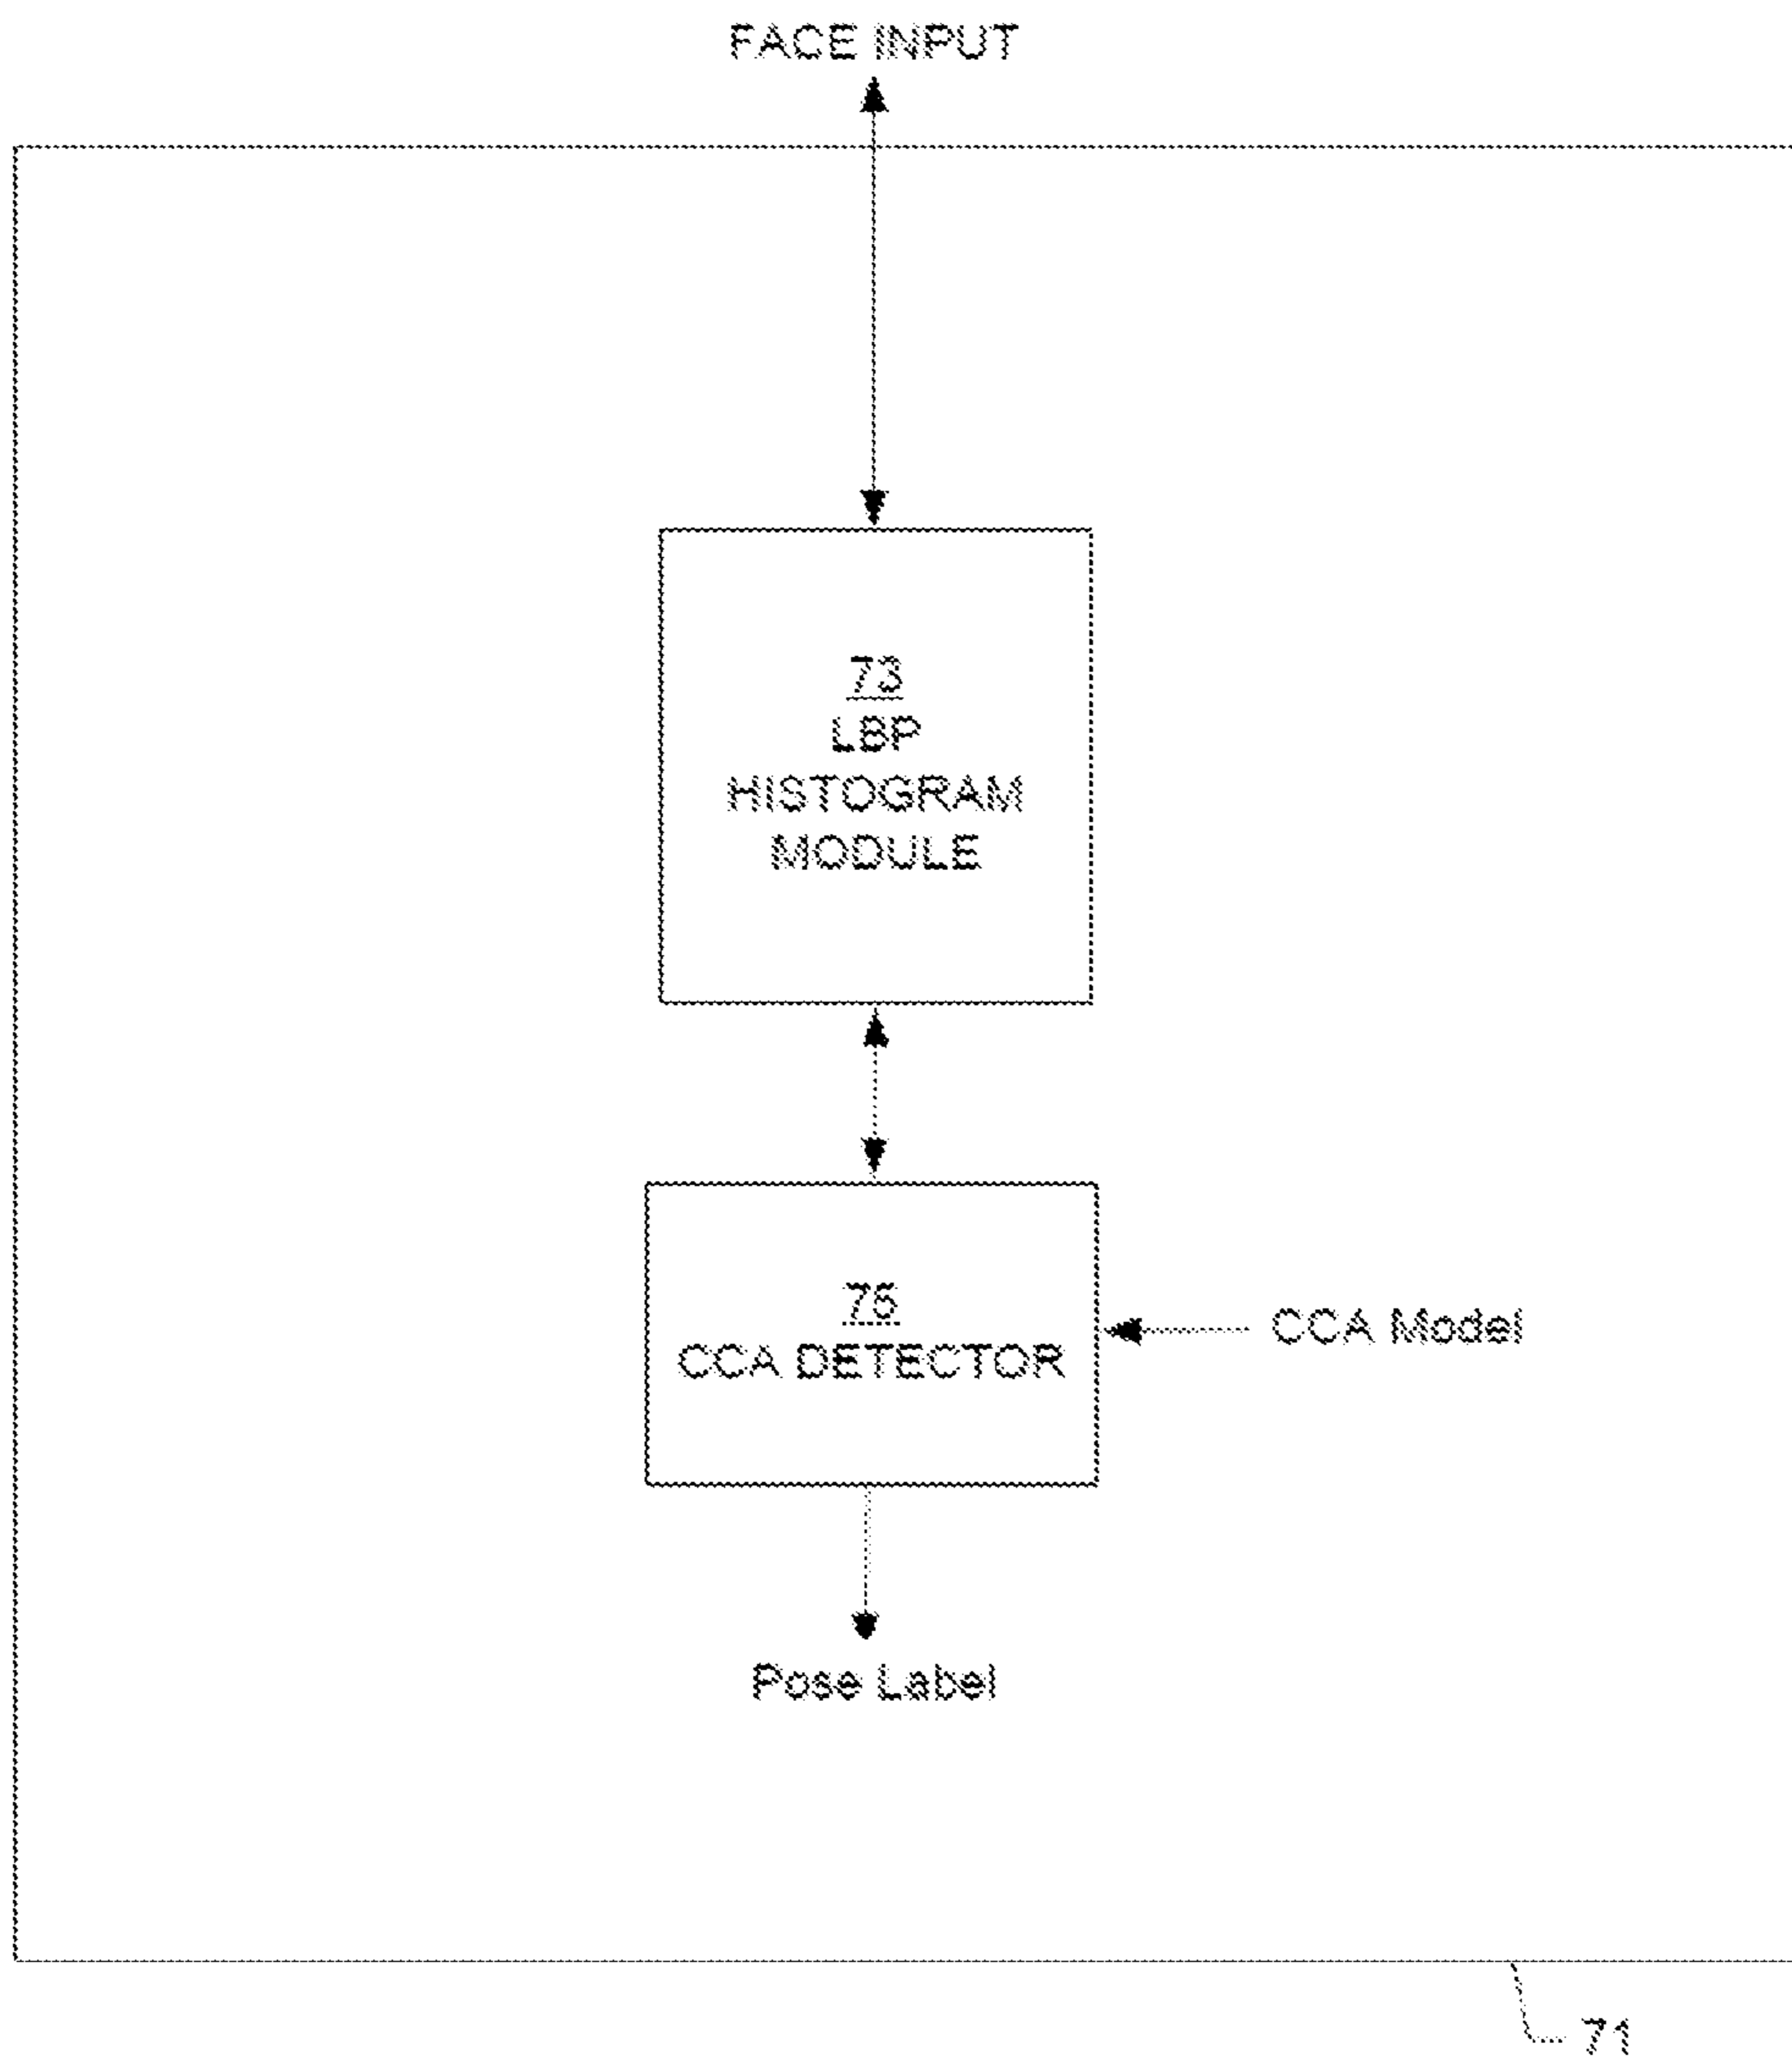 FACE INPUT
73
LBP
HISTOGRAM
MODULE
75
CCA DETECTOR
CCA Model
Pose Label
71